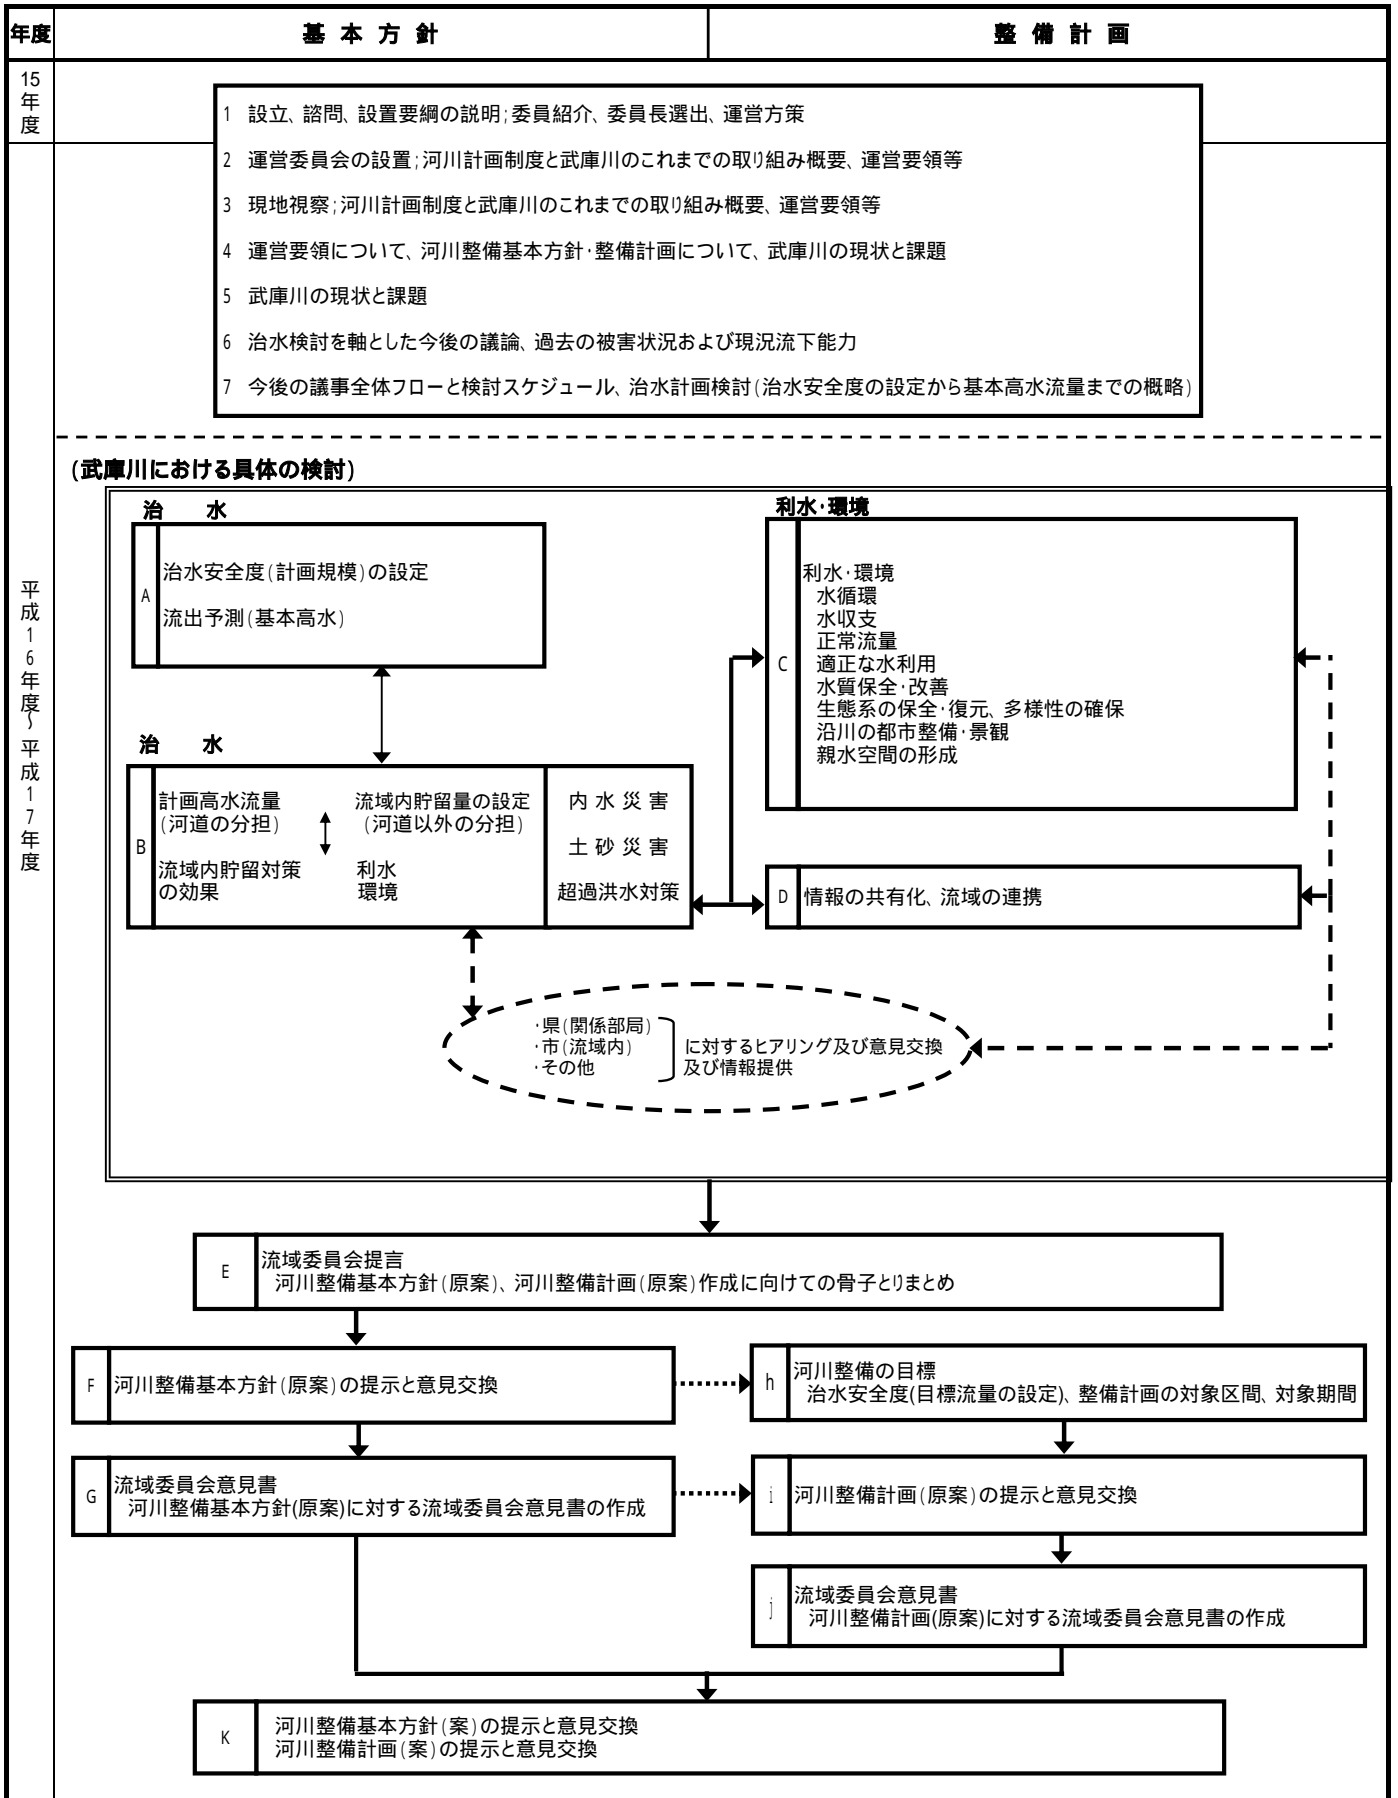 年度
基 本 方 針
整 備 計 画
15年度
1 設立、諮問、設置要綱の説明;委員紹介、委員長選出、運営方策
2 運営委員会の設置;河川計画制度と武庫川のこれまでの取り組み概要、運営要領等
3 現地視察;河川計画制度と武庫川のこれまでの取り組み概要、運営要領等
4 運営要領について、河川整備基本方針・整備計画について、武庫川の現状と課題
5 武庫川の現状と課題
6 治水検討を軸とした今後の議論、過去の被害状況および現況流下能力
7 今後の議事全体フローと検討スケジュール、治水計画検討(治水安全度の設定から基本高水流量までの概略)
平成16年度~平成17年度
(武庫川における具体の検討)
治 水
A
治水安全度(計画規模)の設定
流出予測(基本高水)
利水・環境
C
利水・環境
水循環
水収支
正常流量
適正な水利用
水質保全・改善
生態系の保全・復元、多様性の確保
沿川の都市整備・景観
親水空間の形成
治 水
B
計画高水流量
(河道の分担)
流域内貯留対策
の効果
流域内貯留量の設定
(河道以外の分担)
利水
環境
内 水 災 害
土 砂 災 害
超過洪水対策
D
情報の共有化、流域の連携
・県(関係部局)
・市(流域内)
・その他
に対するヒアリング及び意見交換
及び情報提供
E
流域委員会提言
河川整備基本方針(原案)、河川整備計画(原案)作成に向けての骨子とりまとめ
F
河川整備基本方針(原案)の提示と意見交換
h
河川整備の目標
治水安全度(目標流量の設定)、整備計画の対象区間、対象期間
G
流域委員会意見書
河川整備基本方針(原案)に対する流域委員会意見書の作成
i
河川整備計画(原案)の提示と意見交換
j
流域委員会意見書
河川整備計画(原案)に対する流域委員会意見書の作成
K
河川整備基本方針(案)の提示と意見交換
河川整備計画(案)の提示と意見交換